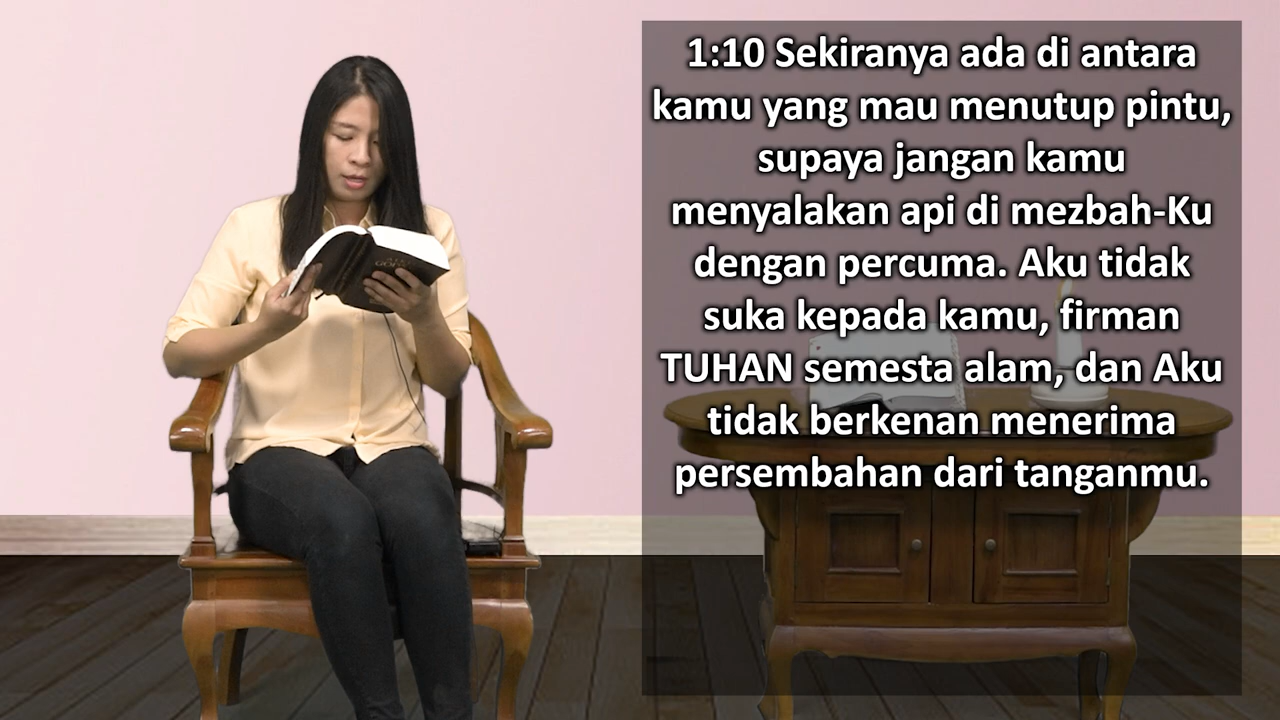 1:10 Sekiranya ada di antara
kamu yang mau menutup pintu,
supaya jangan kamu
menyalakan api di mezbah-Ku
dengan percuma. Aku tidak
suka kepada kamu, firman
TUHAN semesta alam, dan Aku
tidak berkenan menerima
persembahan dari tanganmu.